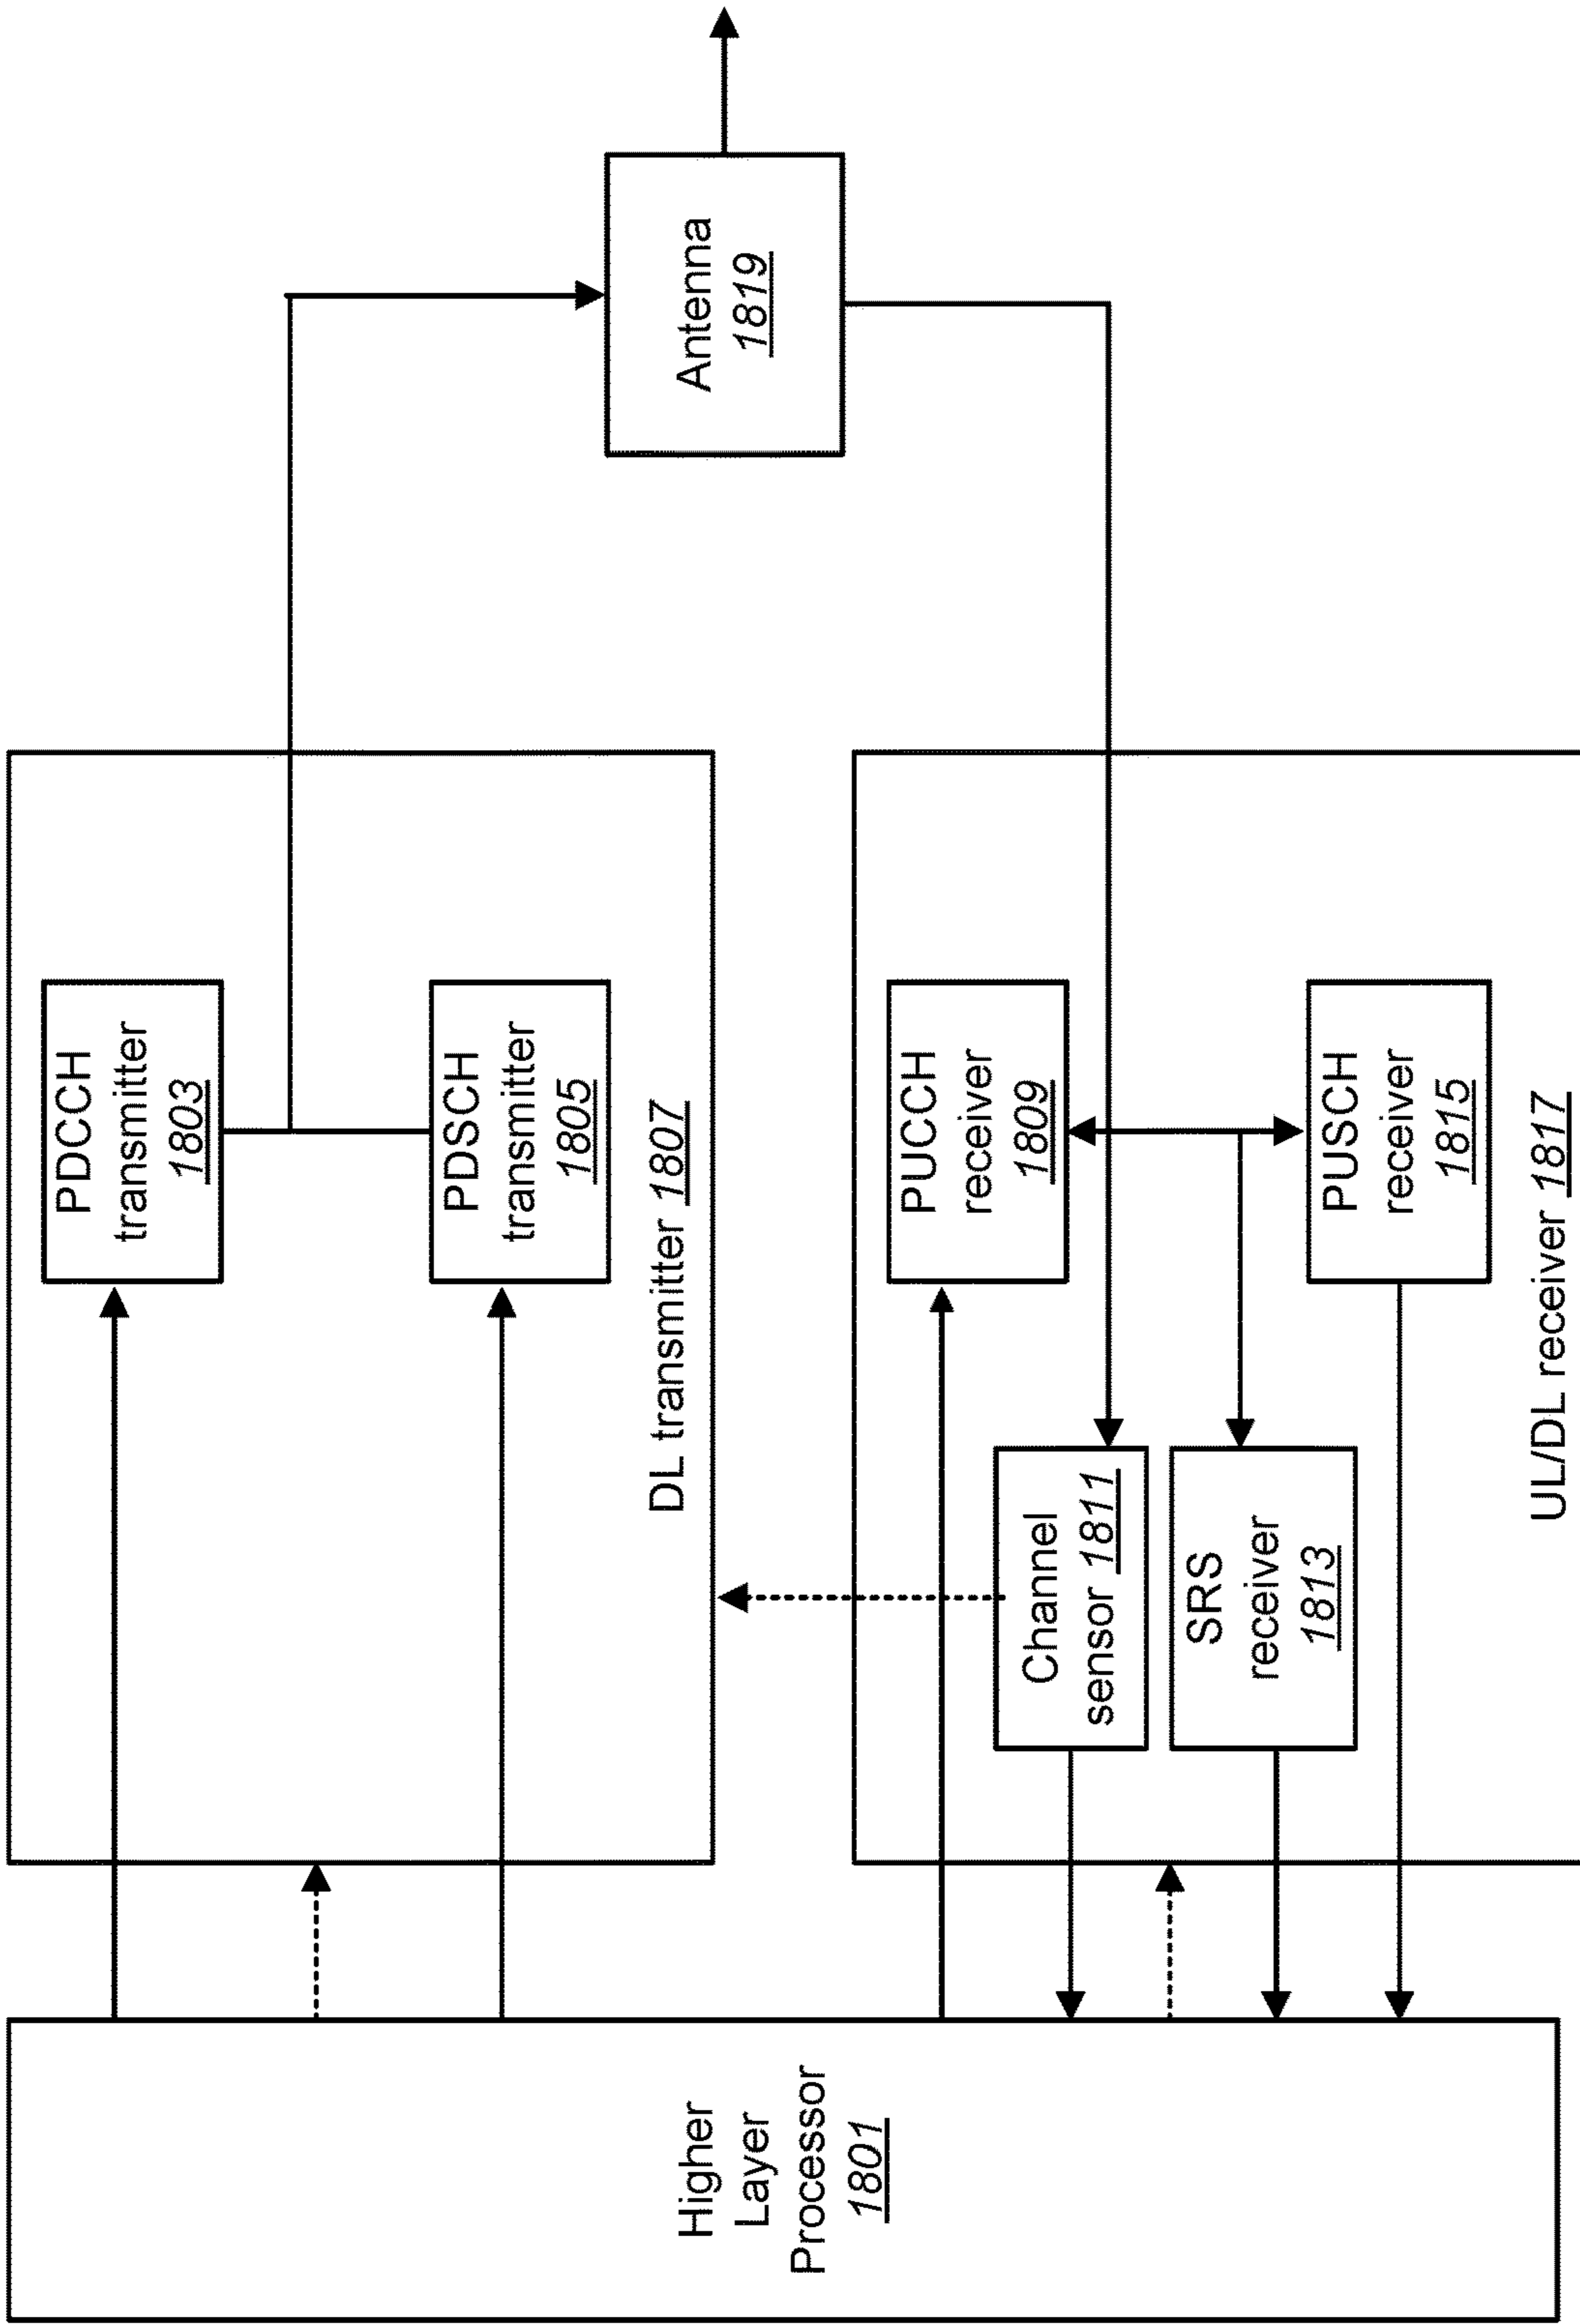 Higher
Layer
Processor
1801
PDCCH
transmitter
1803
PDSCH
transmitter
1805
DL transmitter 1807
PUCCH
receiver
1809
Channel
sensor 1811
SRS
receiver
1813
PUSCH
receiver
1815
UL/DL receiver 1817
Antenna
1819